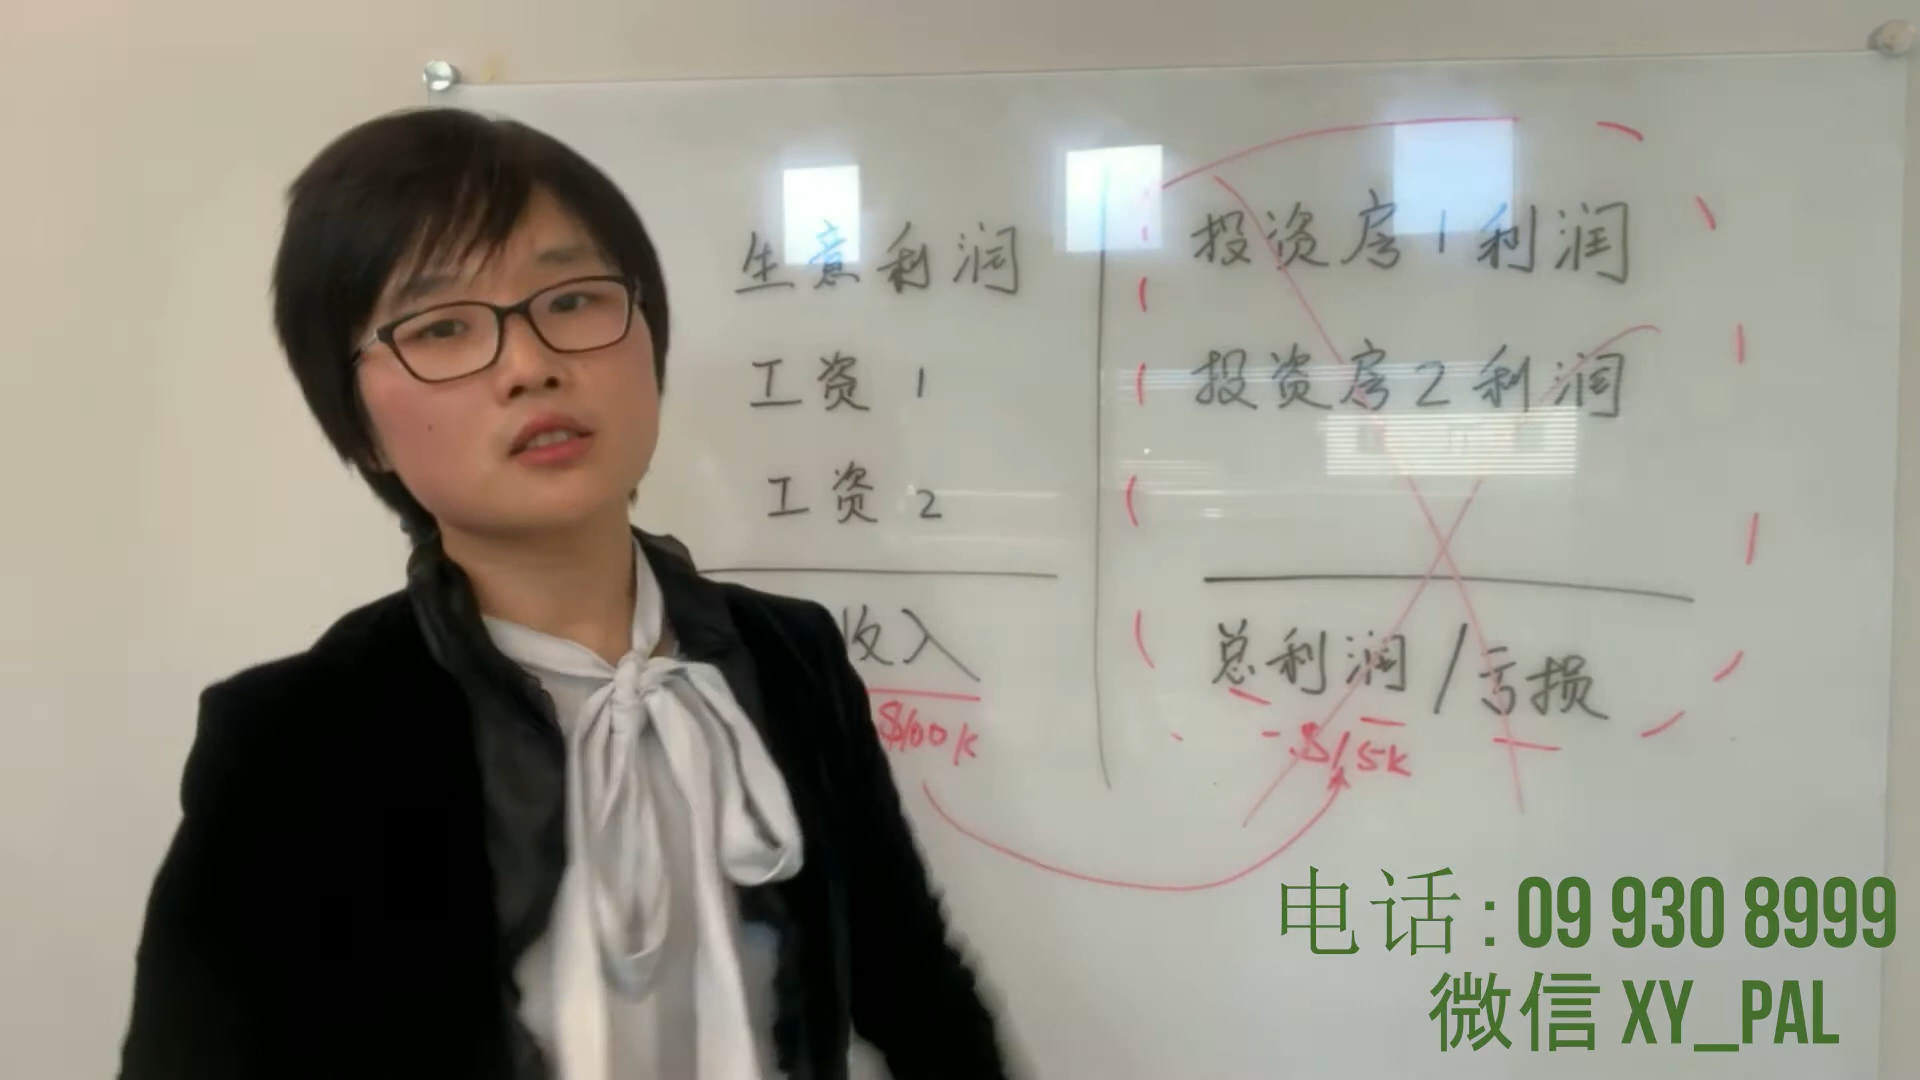 生意利润
工资 1
工资 2
收入
$100K
投资房1利润
投资房2利润
总利润/亏损
-$15K
电话: 09 930 8999
微信 XY_PAL